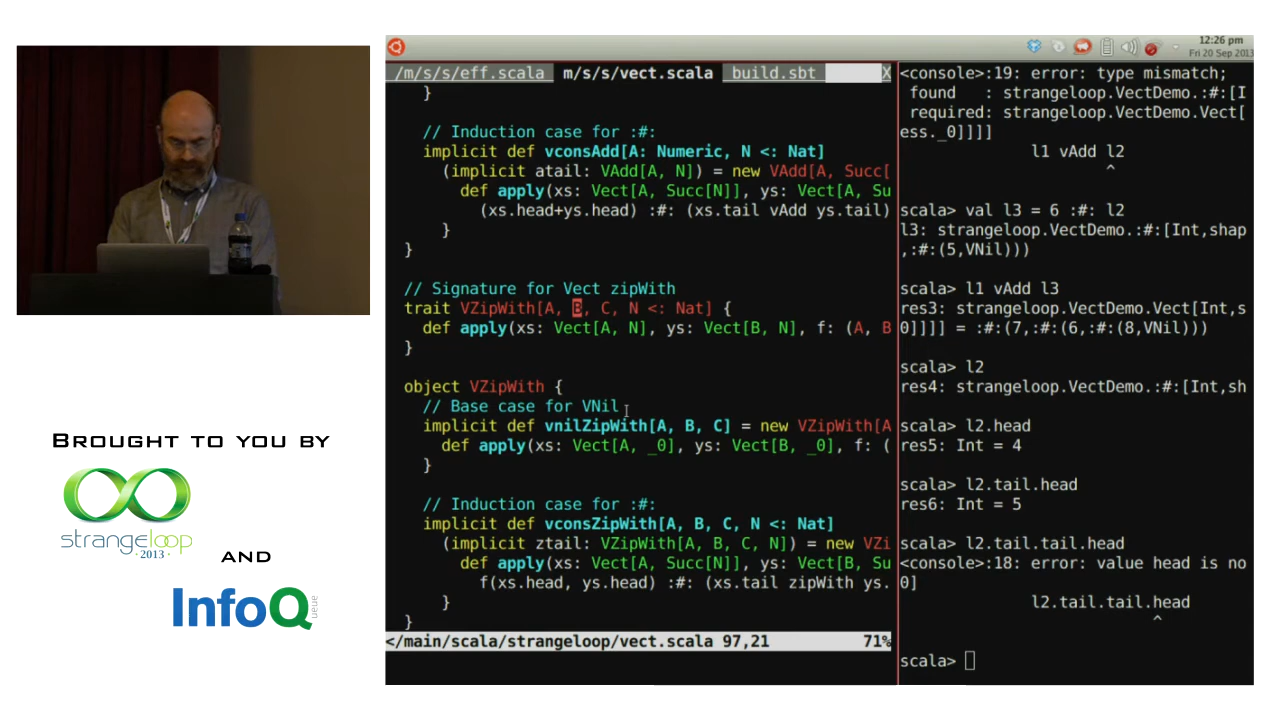 12:26 pm
Fri 20 Sep 2013
/m/s/s/eff.scala m/s/s/vect.scala build.sbt X
}
// Induction case for :#:
implicit def vconsAdd[A: Numeric, N <: Nat]
(implicit atail: VAdd[A, N]) = new VAdd[A, Succ[
def apply(xs: Vect[A, Succ[N]], ys: Vect[A, Su
(xs.head+ys.head) :#: (xs.tail vAdd ys.tail)
}
}
// Signature for Vect zipWith
trait VZipWith[A, B, C, N <: Nat] {
def apply(xs: Vect[A, N], ys: Vect[B, N], f: (A, B
}
object VZipWith {
// Base case for VNil
implicit def vnilZipWith[A, B, C] = new VZipWith[A
def apply(xs: Vect[A, _0], ys: Vect[B, _0], f: (
}
// Induction case for :#:
implicit def vconsZipWith[A, B, C, N <: Nat]
(implicit ztail: VZipWith[A, B, C, N]) = new VZi
def apply(xs: Vect[A, Succ[N]], ys: Vect[B, Su
f(xs.head, ys.head) :#: (xs.tail zipWith ys.
}
}
</main/scala/strangeloop/vect.scala 97,21 71%
<console>:19: error: type mismatch;
found : strangeloop.VectDemo.:#:[I
required: strangeloop.VectDemo.Vect[
ess._0]]]]
l1 vAdd l2
^
scala> val l3 = 6 :#: l2
l3: strangeloop.VectDemo.:#:[Int,shap
,:#:(5,VNil)))
scala> l1 vAdd l3
res3: strangeloop.VectDemo.Vect[Int,s
0]]]] = :#:(7,:#:(6,:#:(8,VNil)))
scala> l2
res4: strangeloop.VectDemo.:#:[Int,sh
scala> l2.head
res5: Int = 4
scala> l2.tail.head
res6: Int = 5
scala> l2.tail.tail.head
<console>:18: error: value head is no
0]
l2.tail.tail.head
^
scala>
BROUGHT TO YOU BY
strangeloop
·2013·
AND
InfoQ
.com